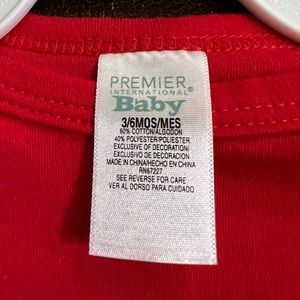 PREMIER
INTERNATIONAL®
Baby
3/6MOS/MES
60% COTTON/ALGODON
40% POLYESTER/POLIESTER
EXCLUSIVE OF DECORATION/
EXCLUSIVO DE DECORACION
MADE IN CHINA/HECHO EN CHINA
RN67227
SEE REVERSE FOR CARE
VER AL DORSO PARA CUIDADO